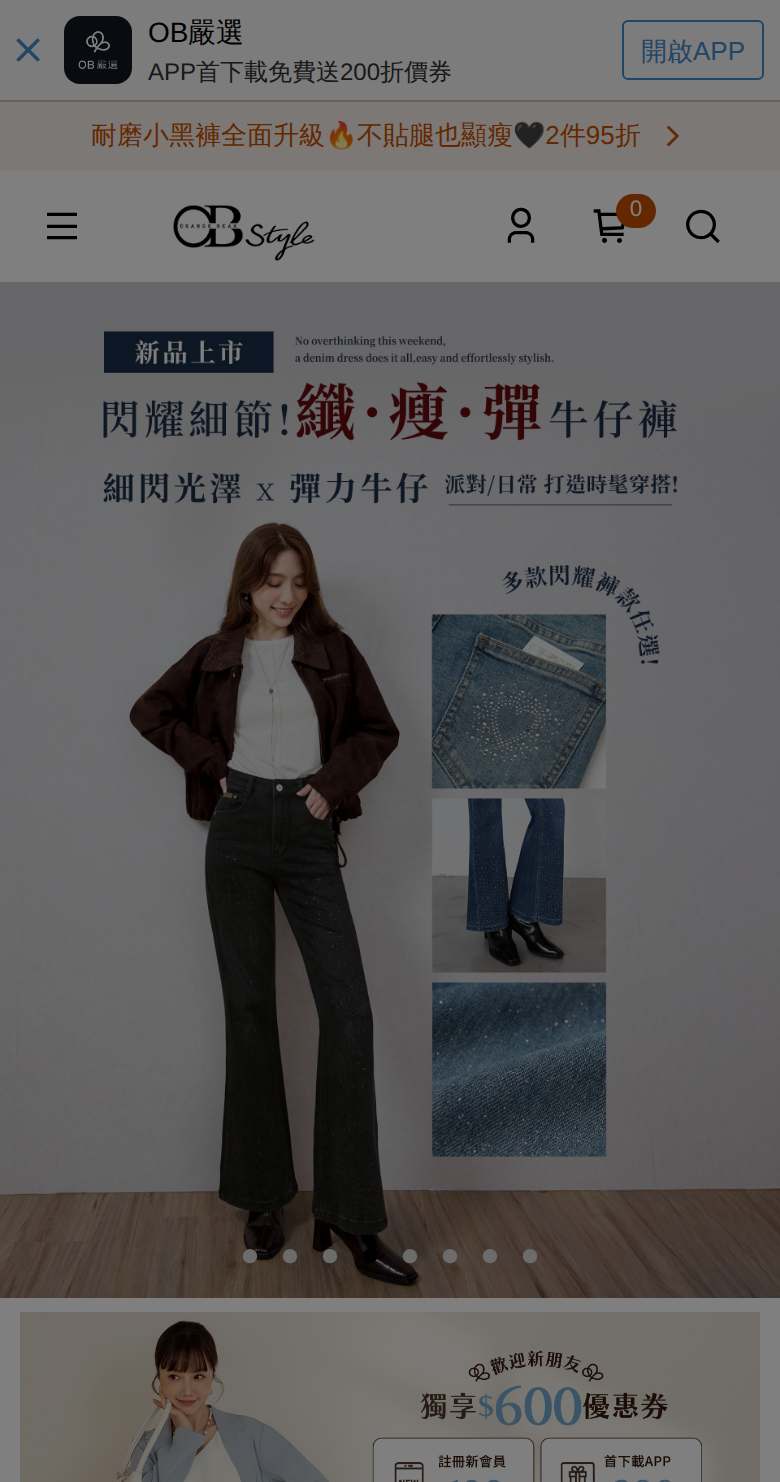 OB嚴選
OB 嚴選
APP首下載免費送200折價券
開啟APP
耐磨小黑褲全面升級🔥不貼腿也顯瘦🖤2件95折
OB Style
ORANGE BEAR
0
新品上市
No overthinking this weekend,
a denim dress does it all,easy and effortlessly stylish.
閃耀細節!纖·瘦·彈牛仔褲
細閃光澤 x 彈力牛仔 派對/日常 打造時髦穿搭!
多款閃耀褲款任選!
歡迎新朋友
獨享$600優惠券
註冊新會員
首下載APP